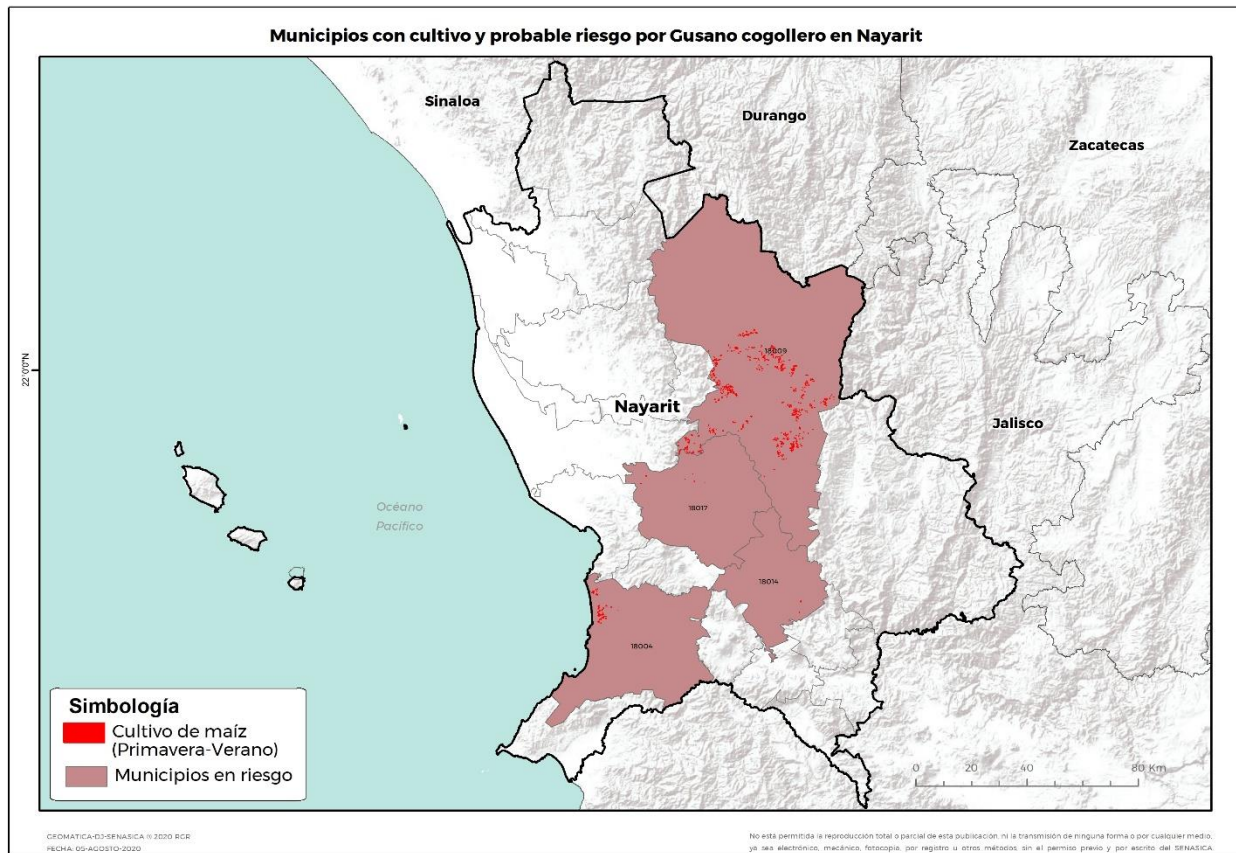 Municipios con cultivo y probable riesgo por Gusano cogollero en Nayarit
Sinaloa
Durango
Zacatecas
22°0'0"N
18009
Nayarit
Jalisco
Océano
Pacífico
18017
18014
18004
Simbología
Cultivo de maíz
(Primavera-Verano)
Municipios en riesgo
0 20 40 80 Km
GEOMATICA-DJ-SENASICA © 2020 RGR
FECHA: 05-AGOSTO-2020
No está permitida la reproducción total o parcial de esta publicación, ni la transmisión de ninguna forma o por cualquier medio,
ya sea electrónico, mecánico, fotocopia, por registro u otros métodos, sin el permiso previo y por escrito del SENASICA.